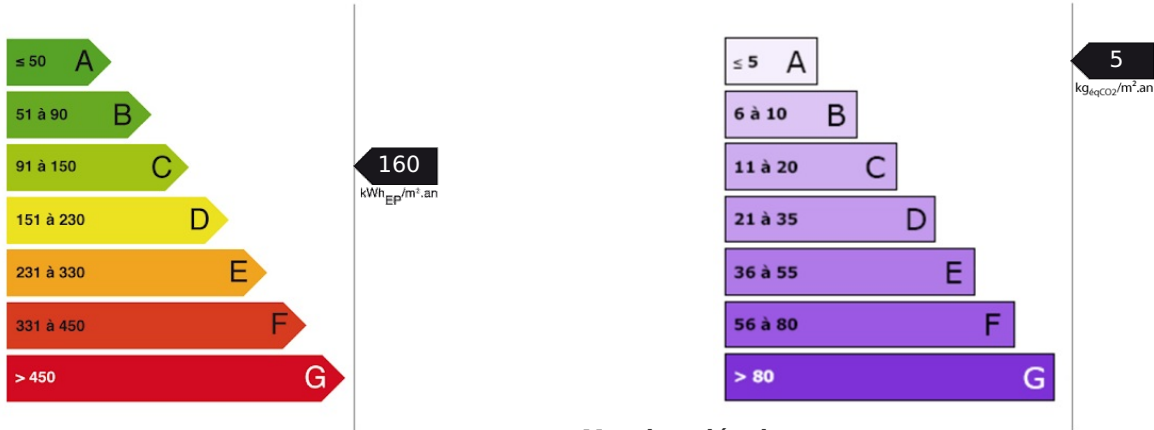 ≤ 50 A
51 à 90 B
91 à 150 C
151 à 230 D
231 à 330 E
331 à 450 F
> 450 G
160
kWhEP/m².an
≤ 5 A
6 à 10 B
11 à 20 C
21 à 35 D
36 à 55 E
56 à 80 F
> 80 G
5
kgéqCO2/m².an